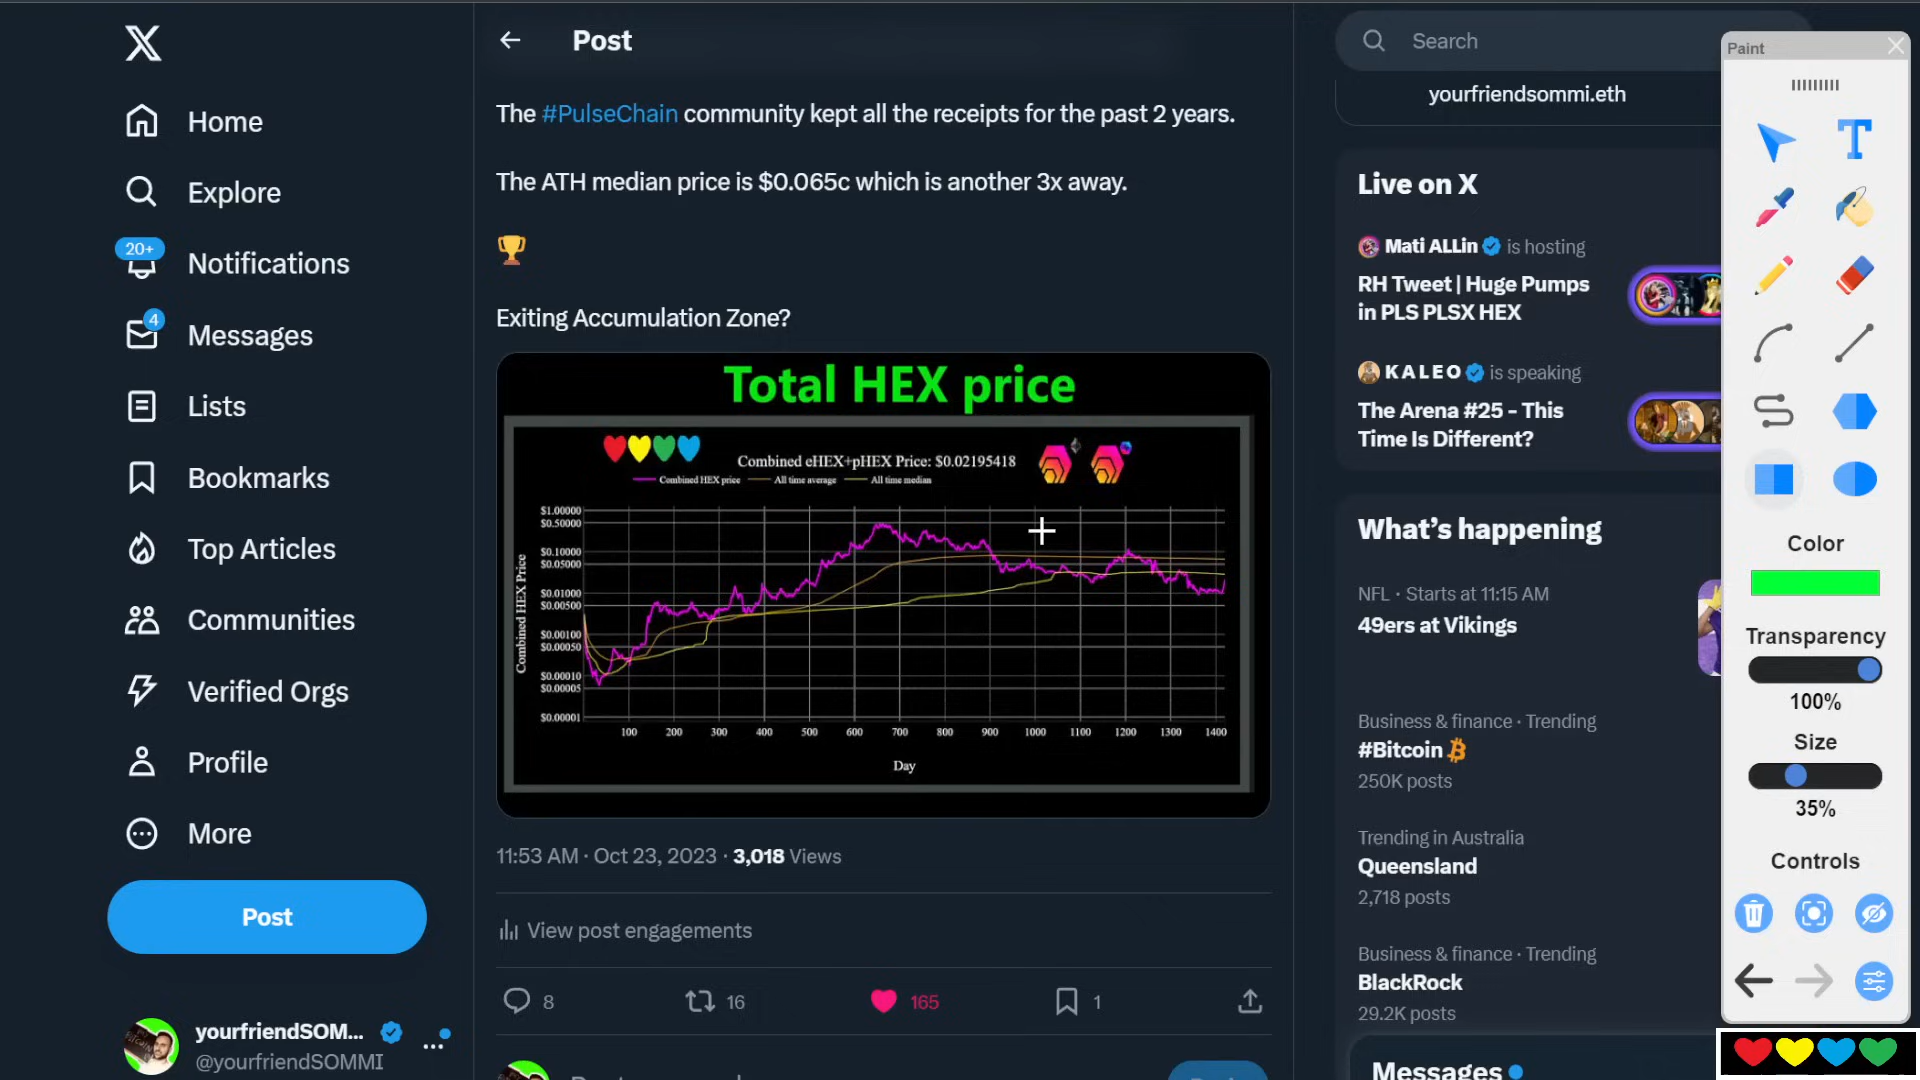 Home
Explore
20+
Notifications
4
Messages
Lists
Bookmarks
Top Articles
Communities
Verified Orgs
Profile
More
Post
yourfriendSOM...
@yourfriendSOMMI
Post
The #PulseChain community kept all the receipts for the past 2 years.
The ATH median price is $0.065c which is another 3x away.
Exiting Accumulation Zone?
Total HEX price
Combined eHEX+pHEX Price: $0.02195418
Combined HEX price All time average All time median
Combined HEX Price
$1.00000
$0.50000
$0.10000
$0.05000
$0.01000
$0.00500
$0.00100
$0.00050
$0.00010
$0.00005
$0.00001
100 200 300 400 500 600 700 800 900 1000 1100 1200 1300 1400
Day
11:53 AM · Oct 23, 2023 · 3,018 Views
View post engagements
8 16 165 1
Search
yourfriendsommi.eth
Live on X
Mati ALLin is hosting
RH Tweet | Huge Pumps
in PLS PLSX HEX
KALEO is speaking
The Arena #25 - This
Time Is Different?
What's happening
NFL · Starts at 11:15 AM
49ers at Vikings
Business & finance · Trending
#Bitcoin
250K posts
Trending in Australia
Queensland
2,718 posts
Business & finance · Trending
BlackRock
29.2K posts
Messages
Paint
Color
Transparency
100%
Size
35%
Controls